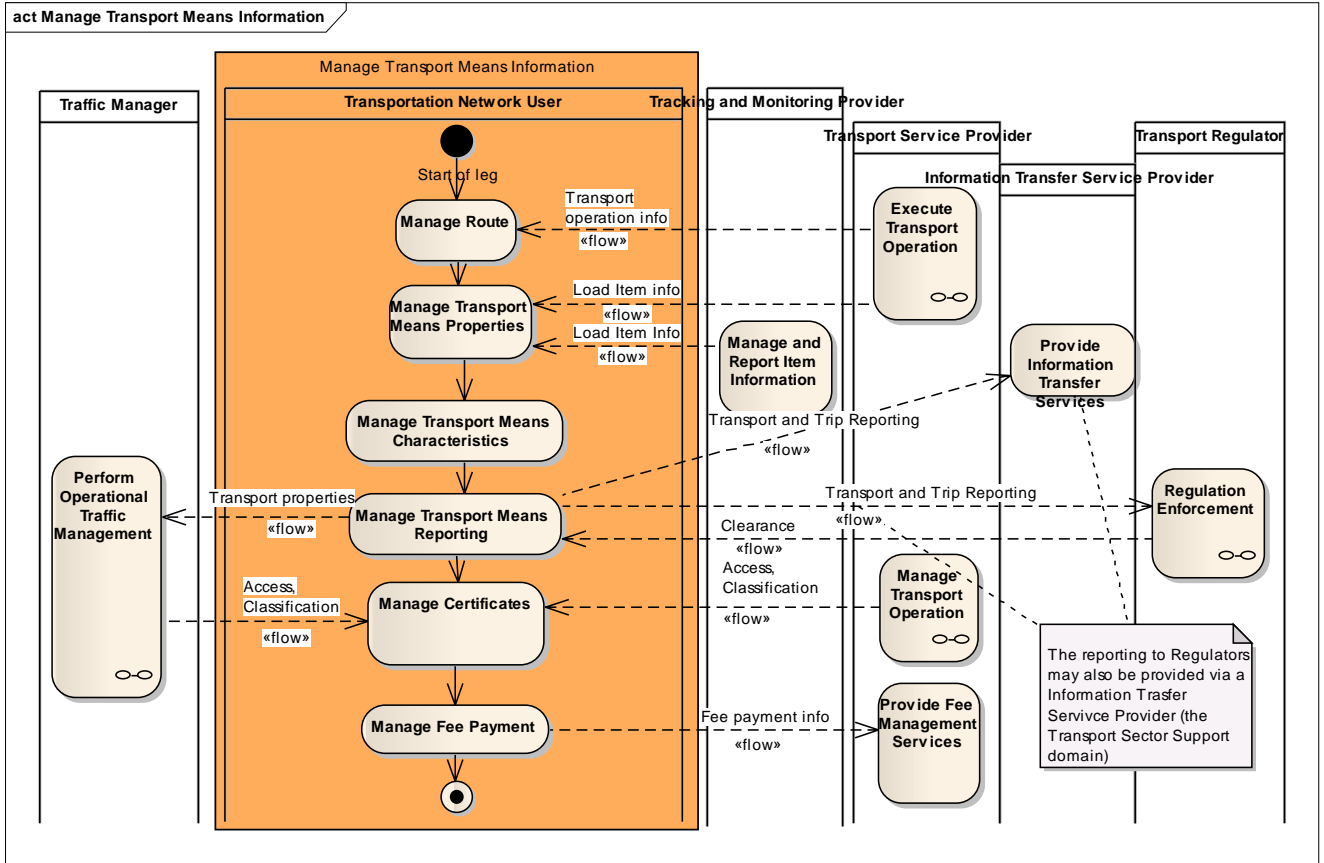 act Manage Transport Means Information
Manage Transport Means Information
Traffic Manager
Transportation Network User
Tracking and Monitoring Provider
Transport Service Provider
Transport Regulator
Information Transfer Service Provider
Start of leg
Manage Route
Transport
operation info
«flow»
Execute
Transport
Operation
Manage Transport
Means Properties
Load Item info
«flow»
Load Item Info
«flow»
Manage and
Report Item
Information
Provide
Information
Transfer
Services
Manage Transport Means
Characteristics
Transport and Trip Reporting
«flow»
Perform
Operational
Traffic
Management
Transport properties
«flow»
Manage Transport Means
Reporting
Transport and Trip Reporting
«flow»
Regulation
Enforcement
Clearance
«flow»
Access,
Classification
«flow»
Manage Certificates
Access,
Classification
«flow»
Manage
Transport
Operation
The reporting to Regulators
may also be provided via a
Information Trasfer
Servivce Provider (the
Transport Sector Support
domain)
Manage Fee Payment
Fee payment info
«flow»
Provide Fee
Management
Services